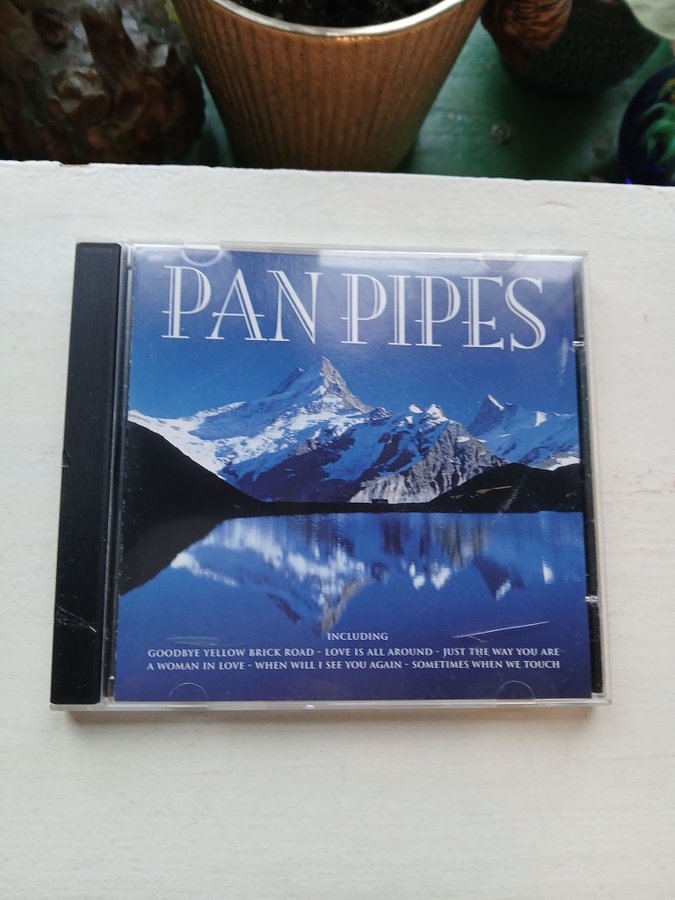 PAN PIPES
INCLUDING
GOODBYE YELLOW BRICK ROAD - LOVE IS ALL AROUND - JUST THE WAY YOU ARE
A WOMAN IN LOVE - WHEN WILL I SEE YOU AGAIN - SOMETIMES WHEN WE TOUCH